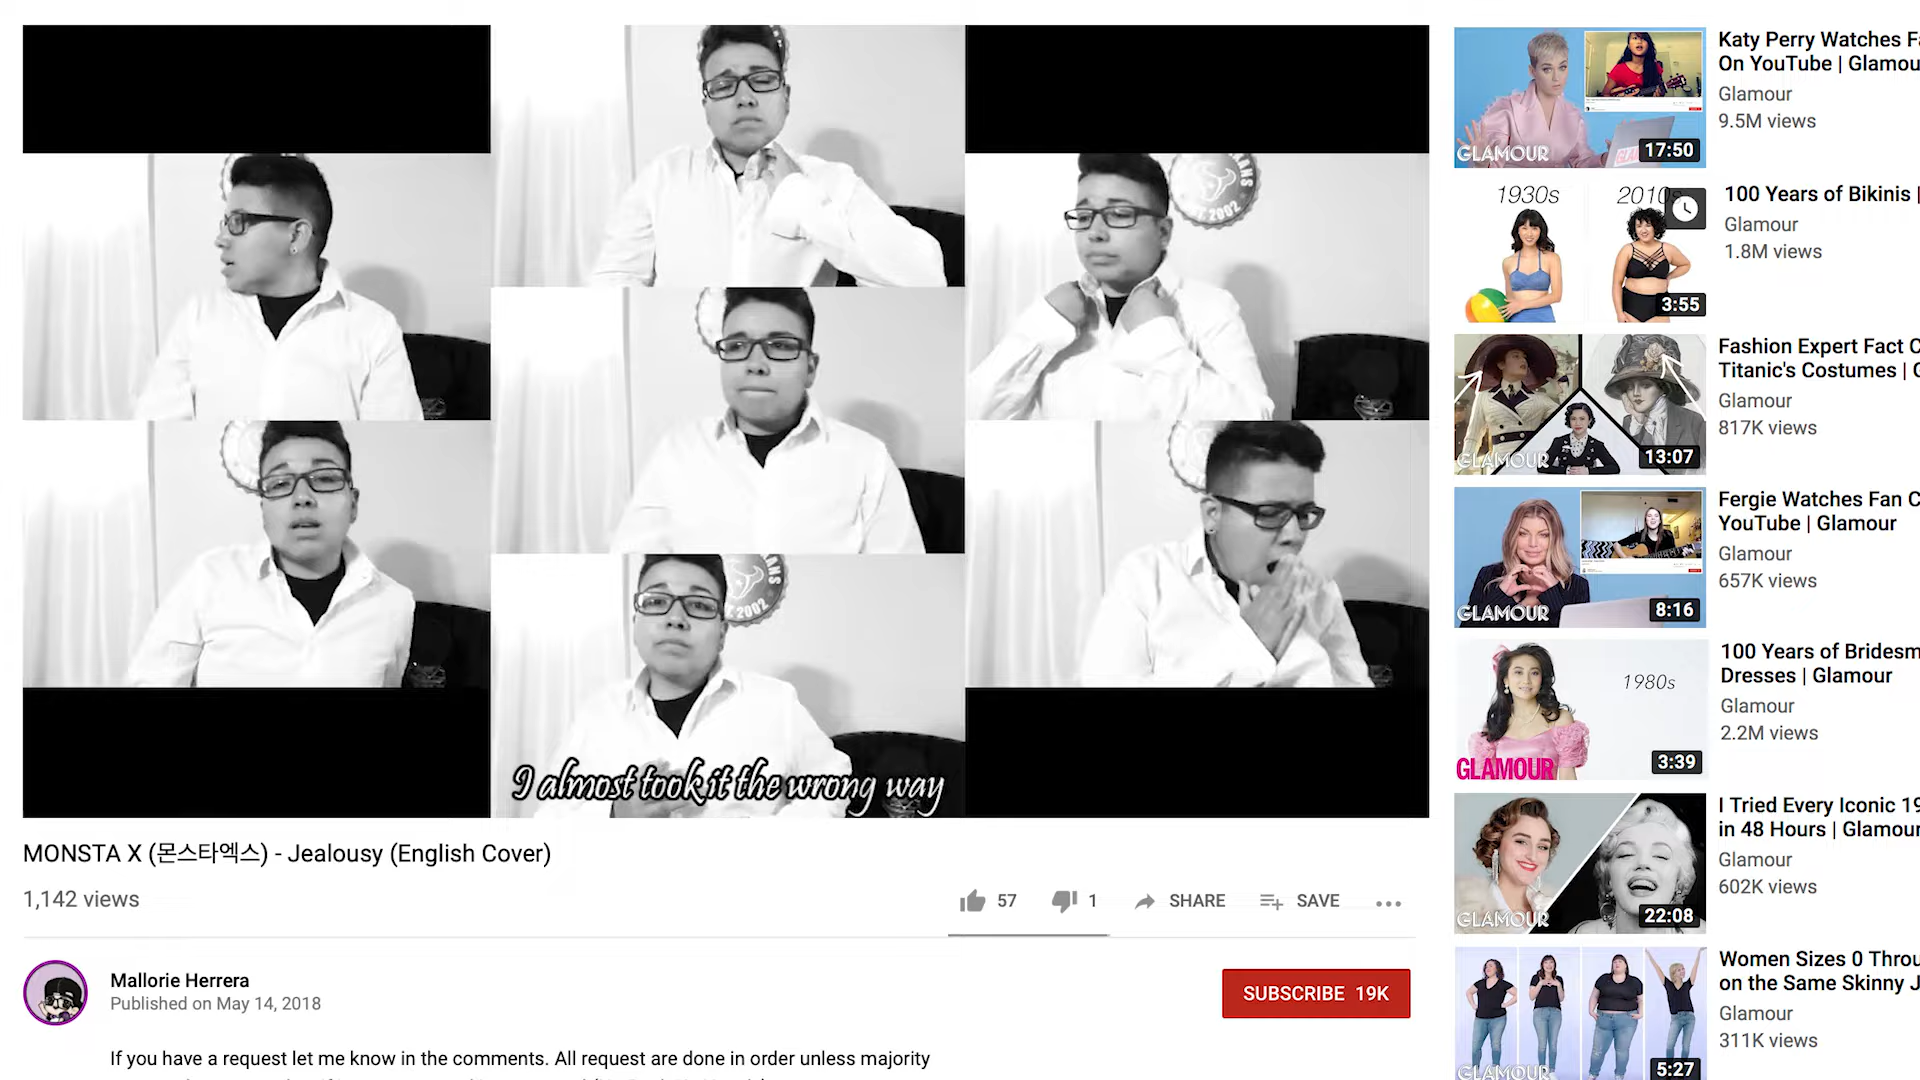 I almost took it the wrong way
MONSTA X (몬스타엑스) - Jealousy (English Cover)
1,142 views
57
1
SHARE
SAVE
Mallorie Herrera
Published on May 14, 2018
SUBSCRIBE 19K
If you have a request let me know in the comments. All request are done in order unless majority
EST 2002
2002
GLAMOUR
17:50
Katy Perry Watches
On YouTube |
Glamour
9.5M views
1930s
2010s
3:55
100 Years of Bikinis |
Glamour
1.8M views
GLAMOUR
13:07
Fashion Expert Fact
Titanic's Costumes |
Glamour
817K views
GLAMOUR
8:16
Fergie Watches Fan
YouTube | Glamour
Glamour
657K views
1980s
GLAMOUR
3:39
100 Years of
Dresses | Glamour
Glamour
2.2M views
GLAMOUR
22:08
I Tried Every Iconic
in 48 Hours |
Glamour
602K views
GLAMOUR
5:27
Women Sizes 0
on the Same Skinny
Glamour
311K views